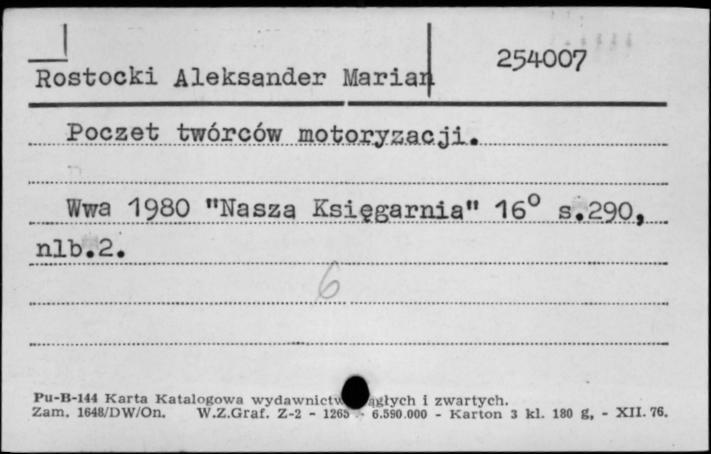 254007
Rostocki Aleksander Marian
Poczet twórców motoryzacji.
Wwa 1980 "Nasza Księgarnia" 16° s.290,
nlb.2.
6
Pu-B-144 Karta Katalogowa wydawnictw ciągłych i zwartych.
Zam. 1648/DW/On. W.Z.Graf. Z-2 - 1265 - 6.590.000 - Karton 3 kl. 180 g, - XII. 76.